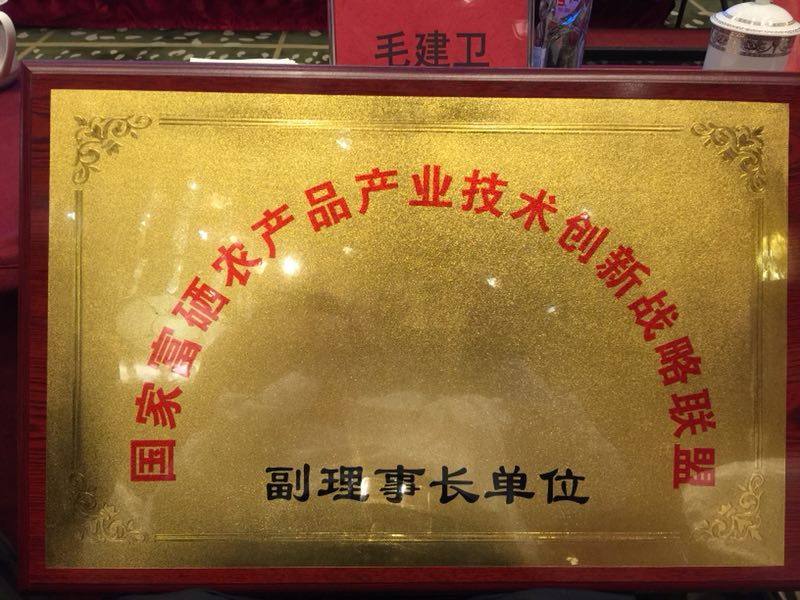 毛建卫
国家富硒农产品产业技术创新战略联盟
副理事长单位